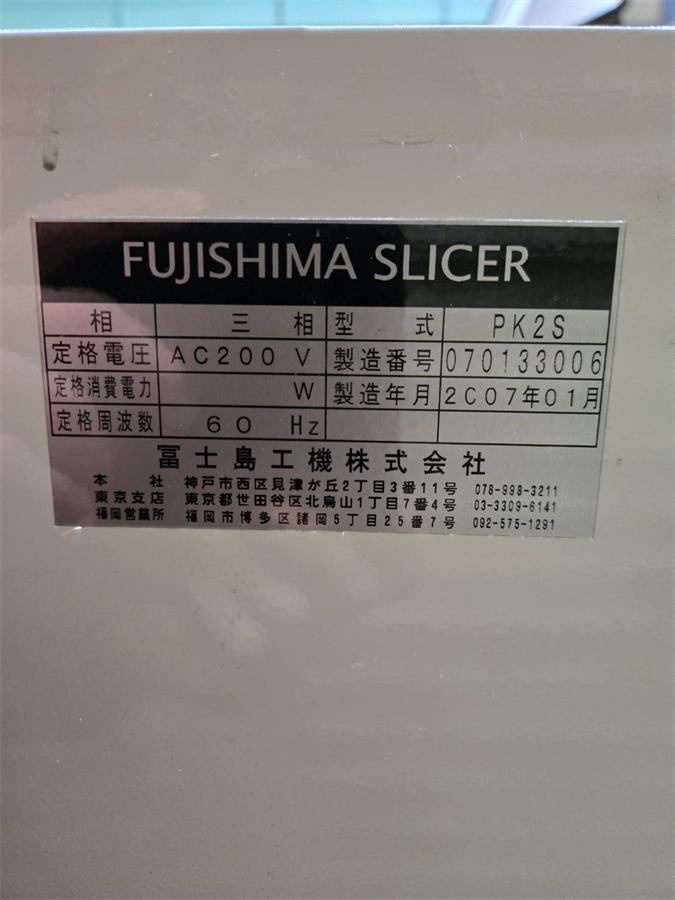 FUJISHIMA SLICER
相 三相 型式 PK2S
定格電圧 AC200 V 製造番号 070133006
定格消費電力 W 製造年月 2007年01月
定格周波数 60 Hz
冨士島工機株式会社
本社 神戸市西区見津が丘2丁目3番11号 078-998-3211
東京支店 東京都世田谷区北烏山1丁目7番4号 03-3309-6141
福岡営業所 福岡市博多区諸岡5丁目25番7号 092-575-1291